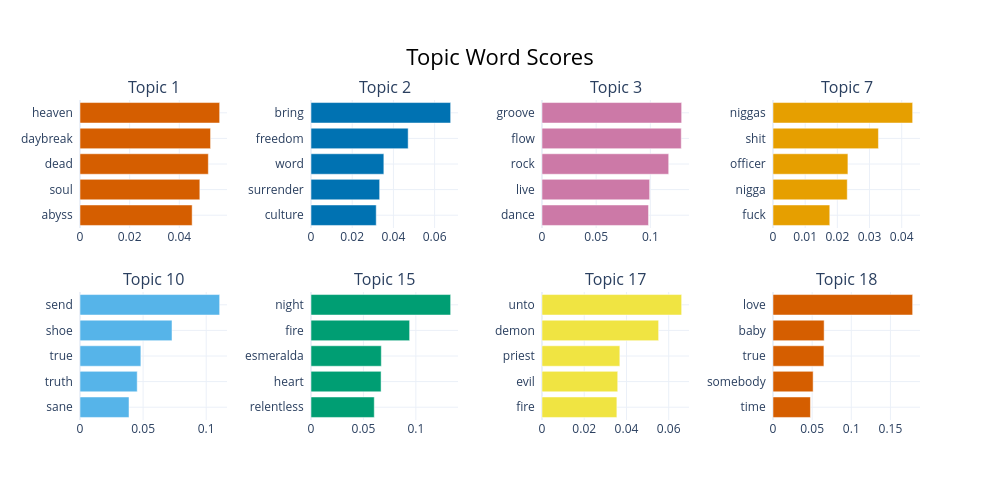 Topic Word Scores
Topic 1
heaven
daybreak
dead
soul
abyss
0 0.02 0.04
Topic 2
bring
freedom
word
surrender
culture
0 0.02 0.04 0.06
Topic 3
groove
flow
rock
live
dance
0 0.05 0.1
Topic 7
niggas
shit
officer
nigga
fuck
0 0.01 0.02 0.03 0.04
Topic 10
send
shoe
true
truth
sane
0 0.05 0.1
Topic 15
night
fire
esmeralda
heart
relentless
0 0.05 0.1
Topic 17
unto
demon
priest
evil
fire
0 0.02 0.04 0.06
Topic 18
love
baby
true
somebody
time
0 0.05 0.1 0.15